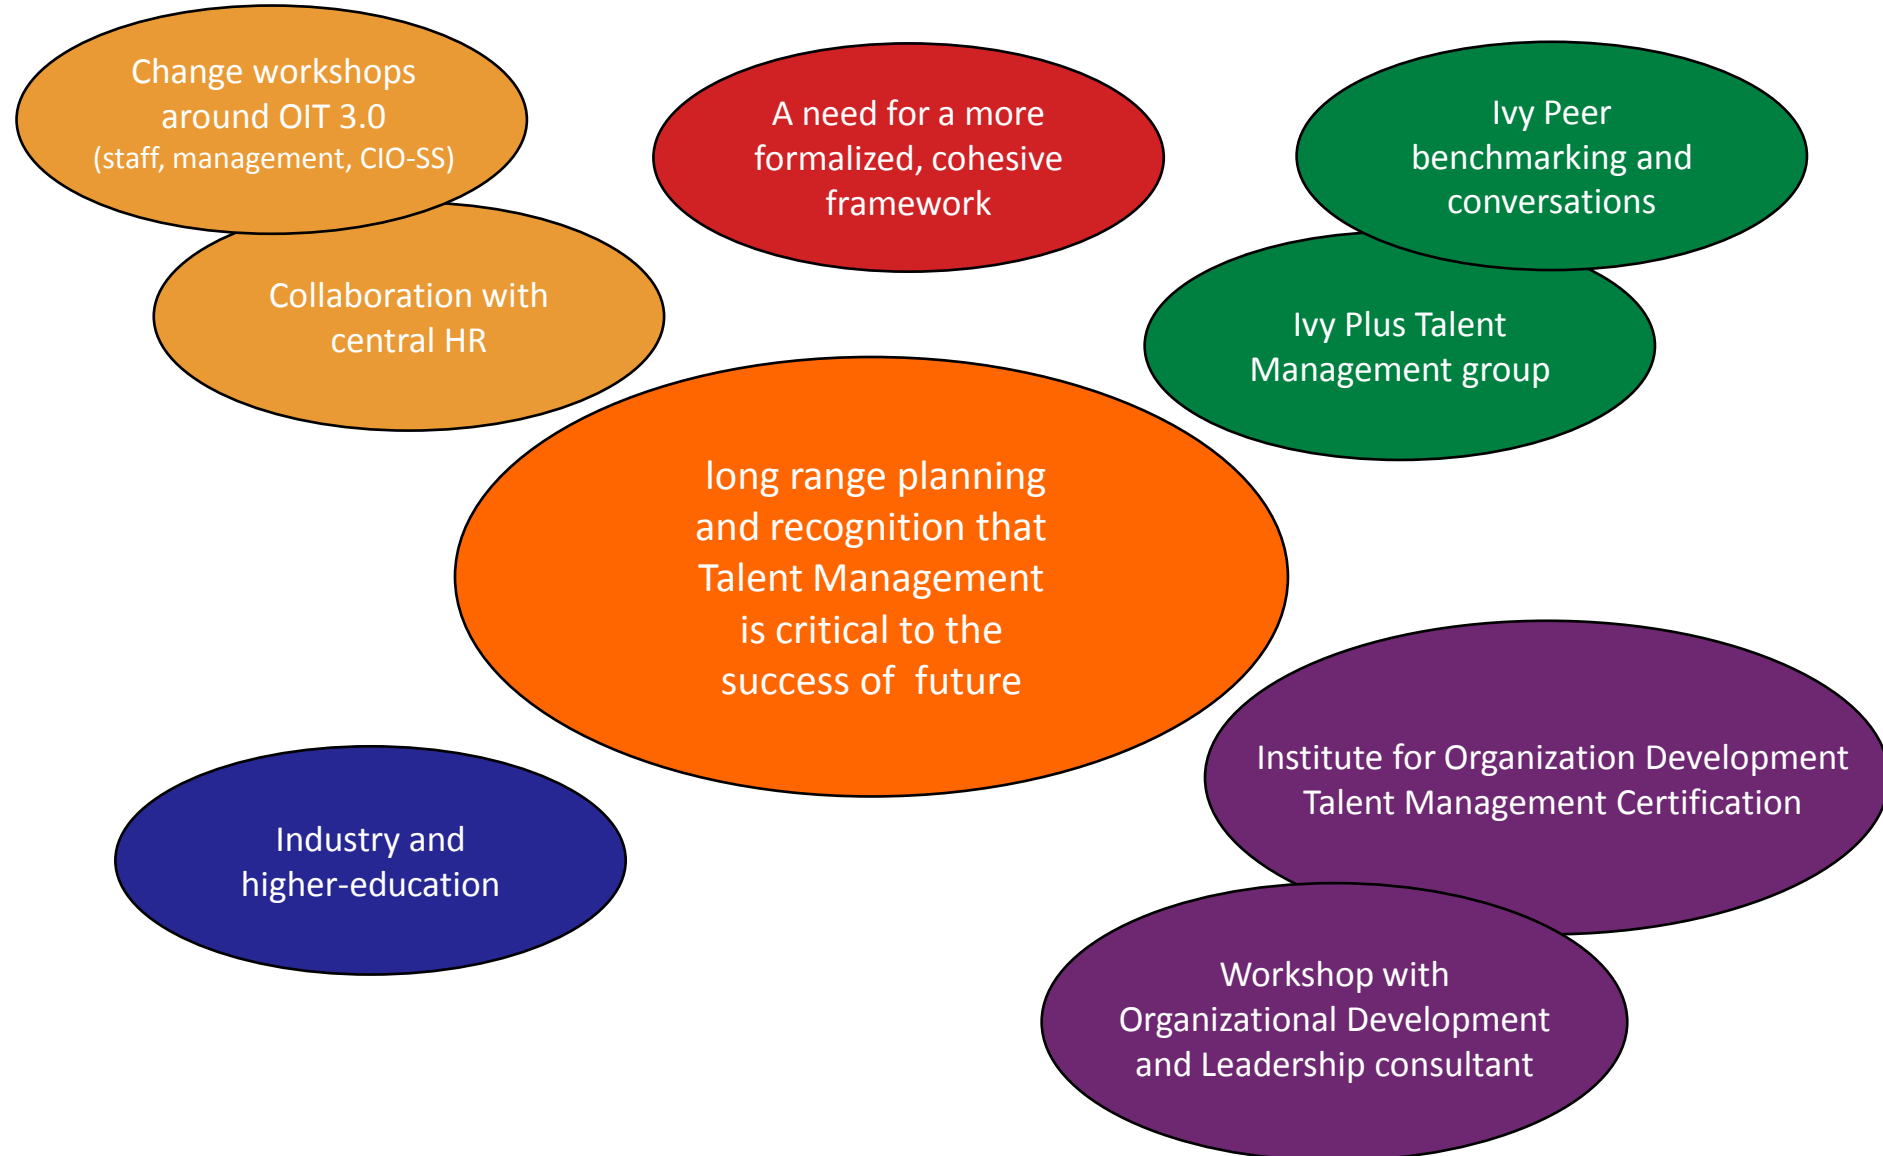 Change workshops
around OIT 3.0
(staff, management, CIO-SS)
Collaboration with
central HR
A need for a more
formalized, cohesive
framework
Ivy Peer
benchmarking and
conversations
Ivy Plus Talent
Management group
long range planning
and recognition that
Talent Management
is critical to the
success of  future
Industry and
higher-education
Institute for Organization Development
Talent Management Certification
Workshop with
Organizational Development
and Leadership consultant